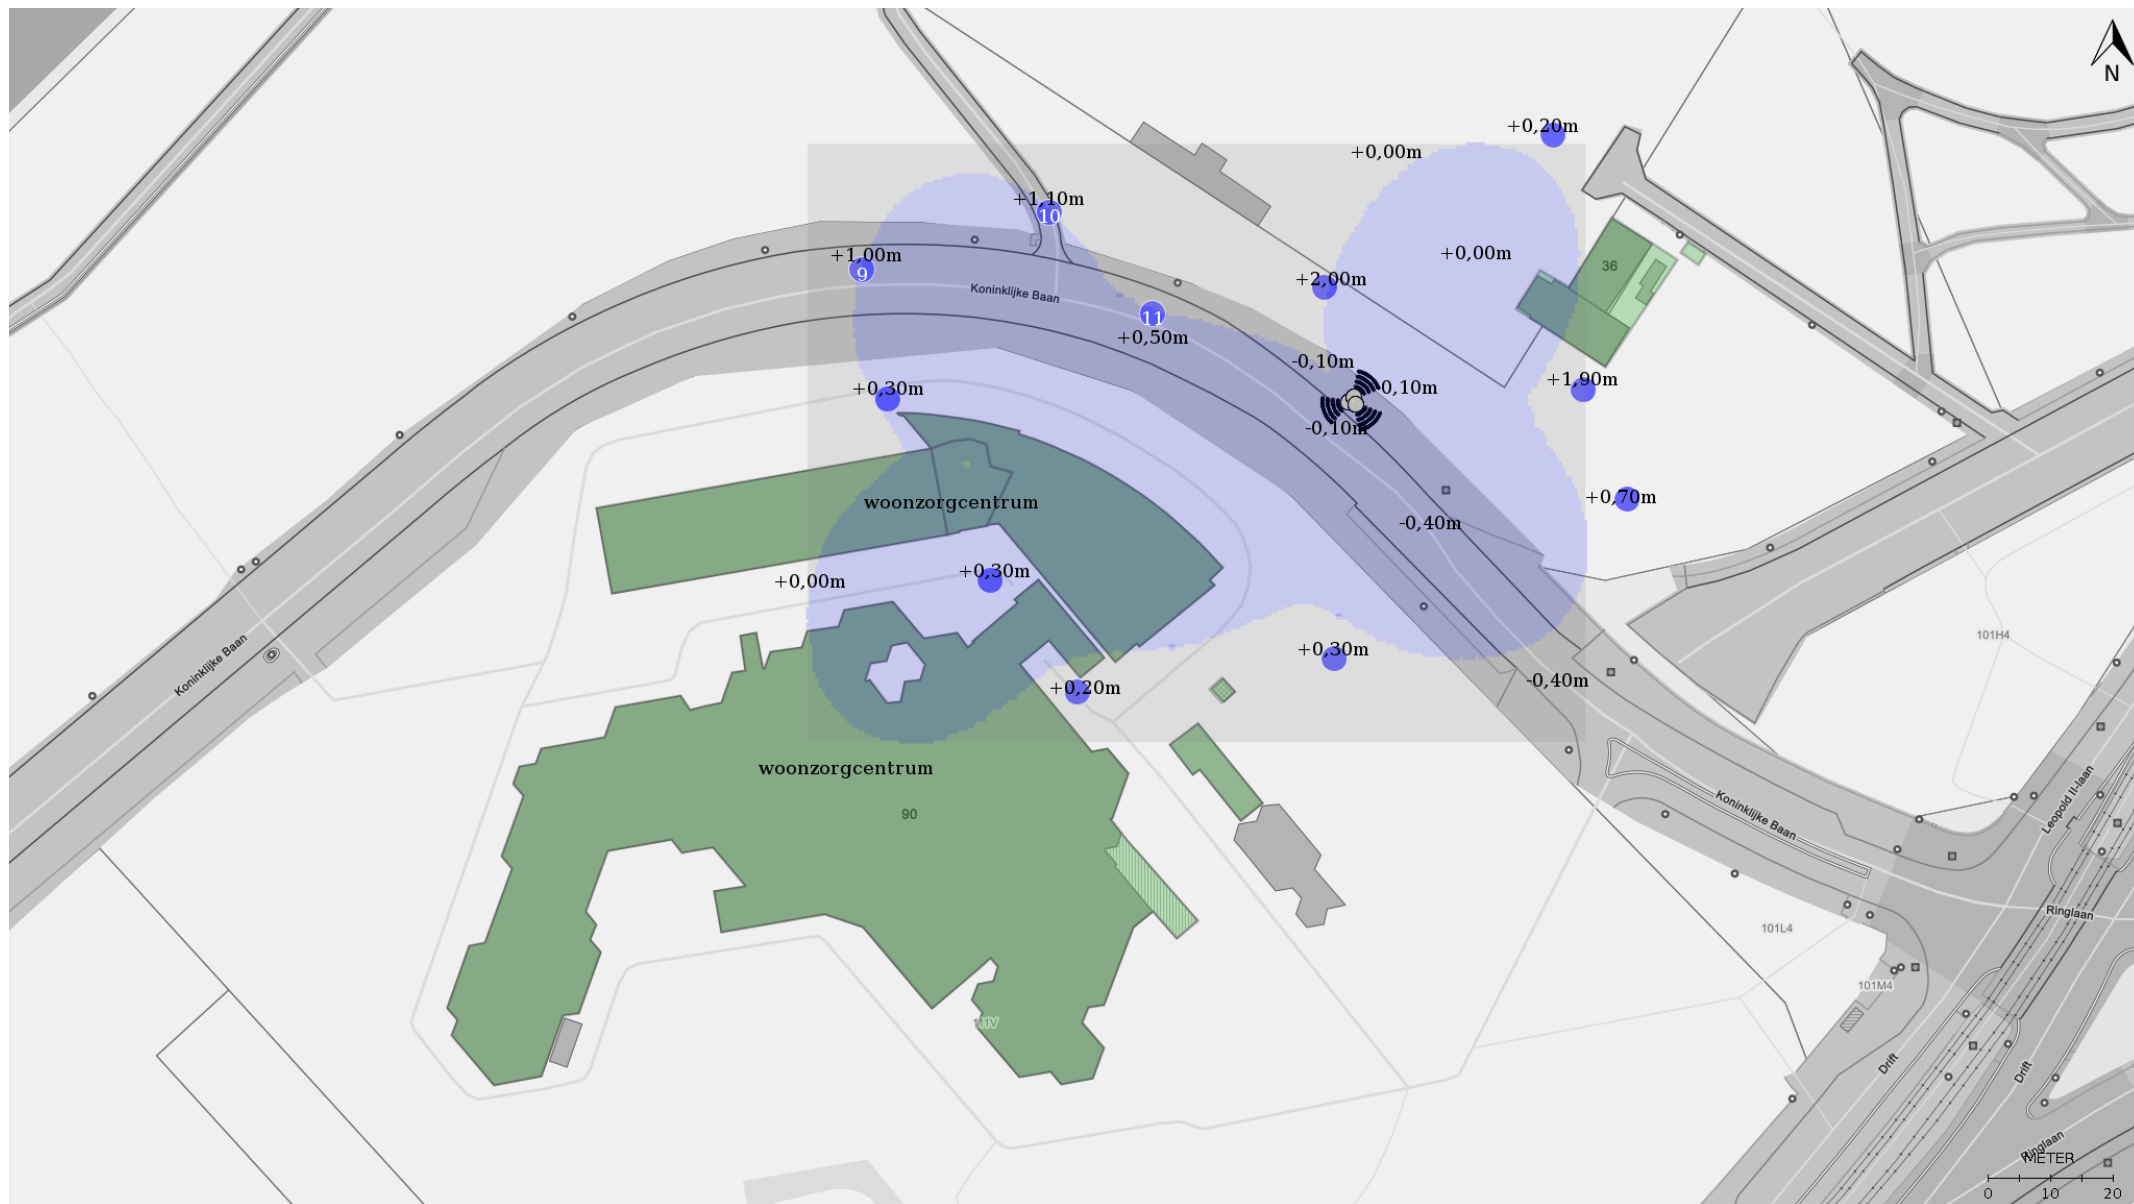 N
+0,20m
+0,00m
+1,10m
10
+1,00m
9
Koninklijke Baan
+2,00m
+0,00m
36
11
+0,50m
-0,10m
0,10m
+1,90m
+0,30m
-0,10m
woonzorgcentrum
+0,70m
-0,40m
+0,30m
+0,00m
Koninklijke Baan
101H4
+0,30m
+0,20m
-0,40m
woonzorgcentrum
90
Koninklijke Baan
Leopold II-laan
Ringlaan
101L4
101M4
Drift
Drift
Ringlaan
METER
0 10 20